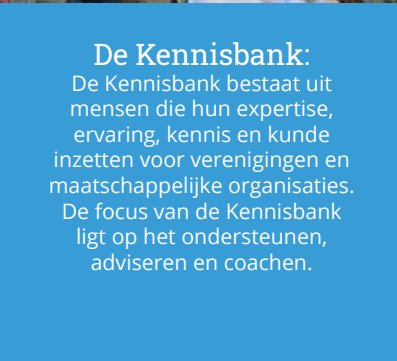 De Kennisbank:
De Kennisbank bestaat uit
mensen die hun expertise,
ervaring, kennis en kunde
inzetten voor verenigingen en
maatschappelijke organisaties.
De focus van de Kennisbank
ligt op het ondersteunen,
adviseren en coachen.